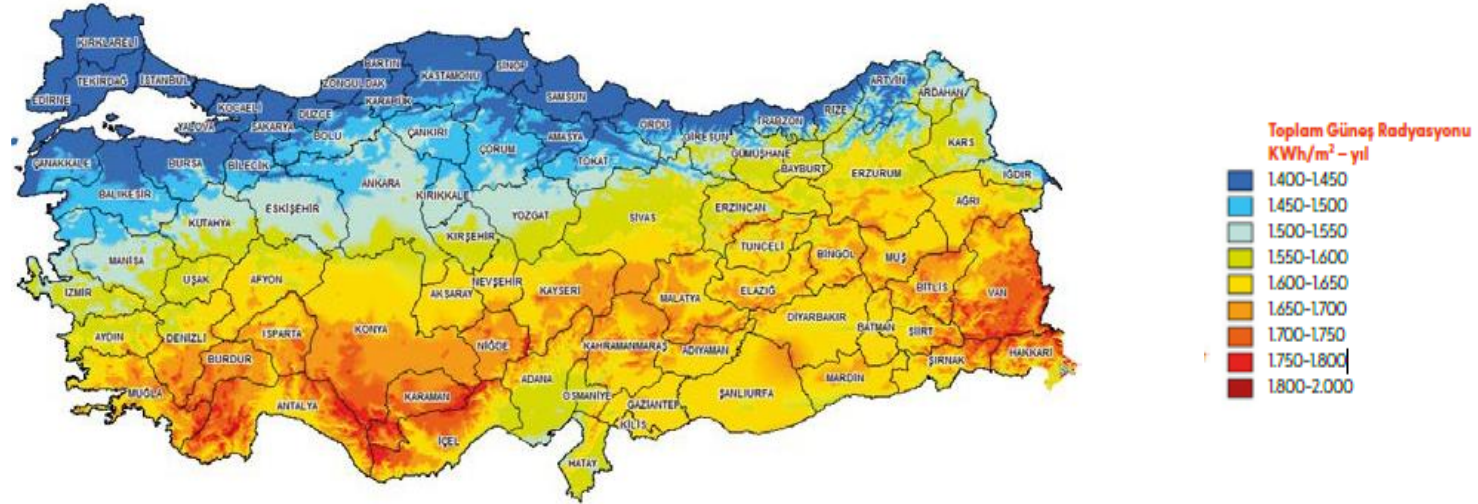 KIRKLARELİ
TEKİRDAĞ
İSTANBUL
EDİRNE
KOCAELİ
YALOVA
SAKARYA
DÜZCE
ZONGULDAK
BARTIN
KARABÜK
KASTAMONU
SİNOP
SAMSUN
ORDU
GİRESUN
TRABZON
RİZE
ARTVİN
ARDAHAN
ÇANAKKALE
BURSA
BİLECİK
BOLU
ÇANKIRI
ÇORUM
AMASYA
TOKAT
GÜMÜŞHANE
BAYBURT
ERZURUM
KARS
IĞDIR
BALIKESİR
KÜTAHYA
ESKİŞEHİR
ANKARA
KIRIKKALE
YOZGAT
SİVAS
ERZİNCAN
AĞRI
MANİSA
UŞAK
AFYON
KIRŞEHİR
NEVŞEHİR
KAYSERİ
MALATYA
TUNCELİ
BİNGÖL
MUŞ
ELAZIĞ
BİTLİS
VAN
İZMİR
AYDIN
DENİZLİ
ISPARTA
KONYA
AKSARAY
NİĞDE
KAHRAMANMARAŞ
ADIYAMAN
DİYARBAKIR
BATMAN
SİİRT
ŞIRNAK
HAKKARİ
BURDUR
MUĞLA
ANTALYA
KARAMAN
İÇEL
ADANA
OSMANİYE
GAZİANTEP
KİLİS
ŞANLIURFA
MARDİN
HATAY
Toplam Güneş Radyasyonu
KWh/m² – yıl
1.400-1.450
1.450-1.500
1.500-1.550
1.550-1.600
1.600-1.650
1.650-1.700
1.700-1.750
1.750-1.800
1.800-2.000